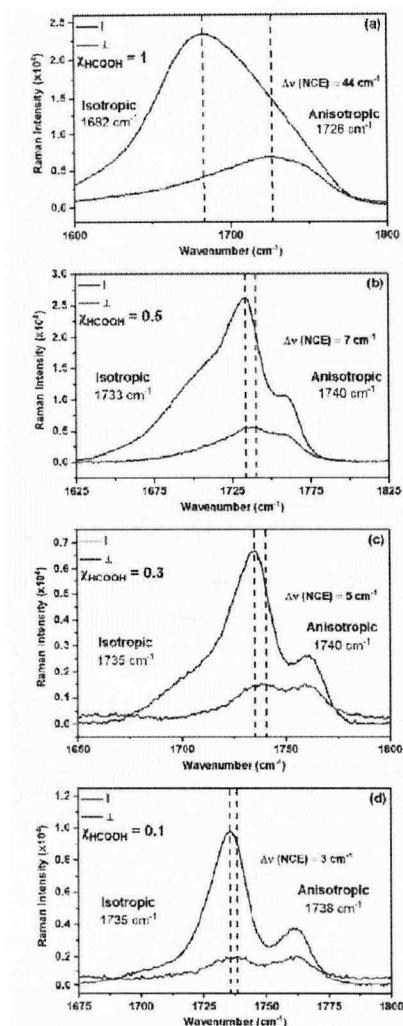 (a)
||
⊥
χHCOOH = 1
Isotropic
1682 cm-1
Δν (NCE) = 44 cm-1
Anisotropic
1726 cm-1
Raman Intensity (x10⁴)
2.5
2.0
1.5
1.0
0.5
0.0
1600 1700 1800
Wavenumber (cm-1)
(b)
||
⊥
χHCOOH = 0.5
Isotropic
1733 cm-1
Δν (NCE) = 7 cm-1
Anisotropic
1740 cm-1
Raman Intensity (x10⁴)
3.0
2.5
2.0
1.5
1.0
0.5
0.0
1625 1675 1725 1775 1825
Wavenumber (cm-1)
(c)
||
⊥
χHCOOH = 0.3
Isotropic
1735 cm-1
Δν (NCE) = 5 cm-1
Anisotropic
1740 cm-1
Raman Intensity (x10⁴)
0.7
0.6
0.4
0.3
0.1
0.0
1650 1700 1750 1800
Wavenumber (cm-1)
(d)
||
⊥
χHCOOH = 0.1
Isotropic
1735 cm-1
Δν (NCE) = 3 cm-1
Anisotropic
1738 cm-1
Raman Intensity (x10⁴)
1.0
0.8
0.6
0.4
0.2
0.0
1675 1700 1725 1750 1775 1800
Wavenumber (cm-1)